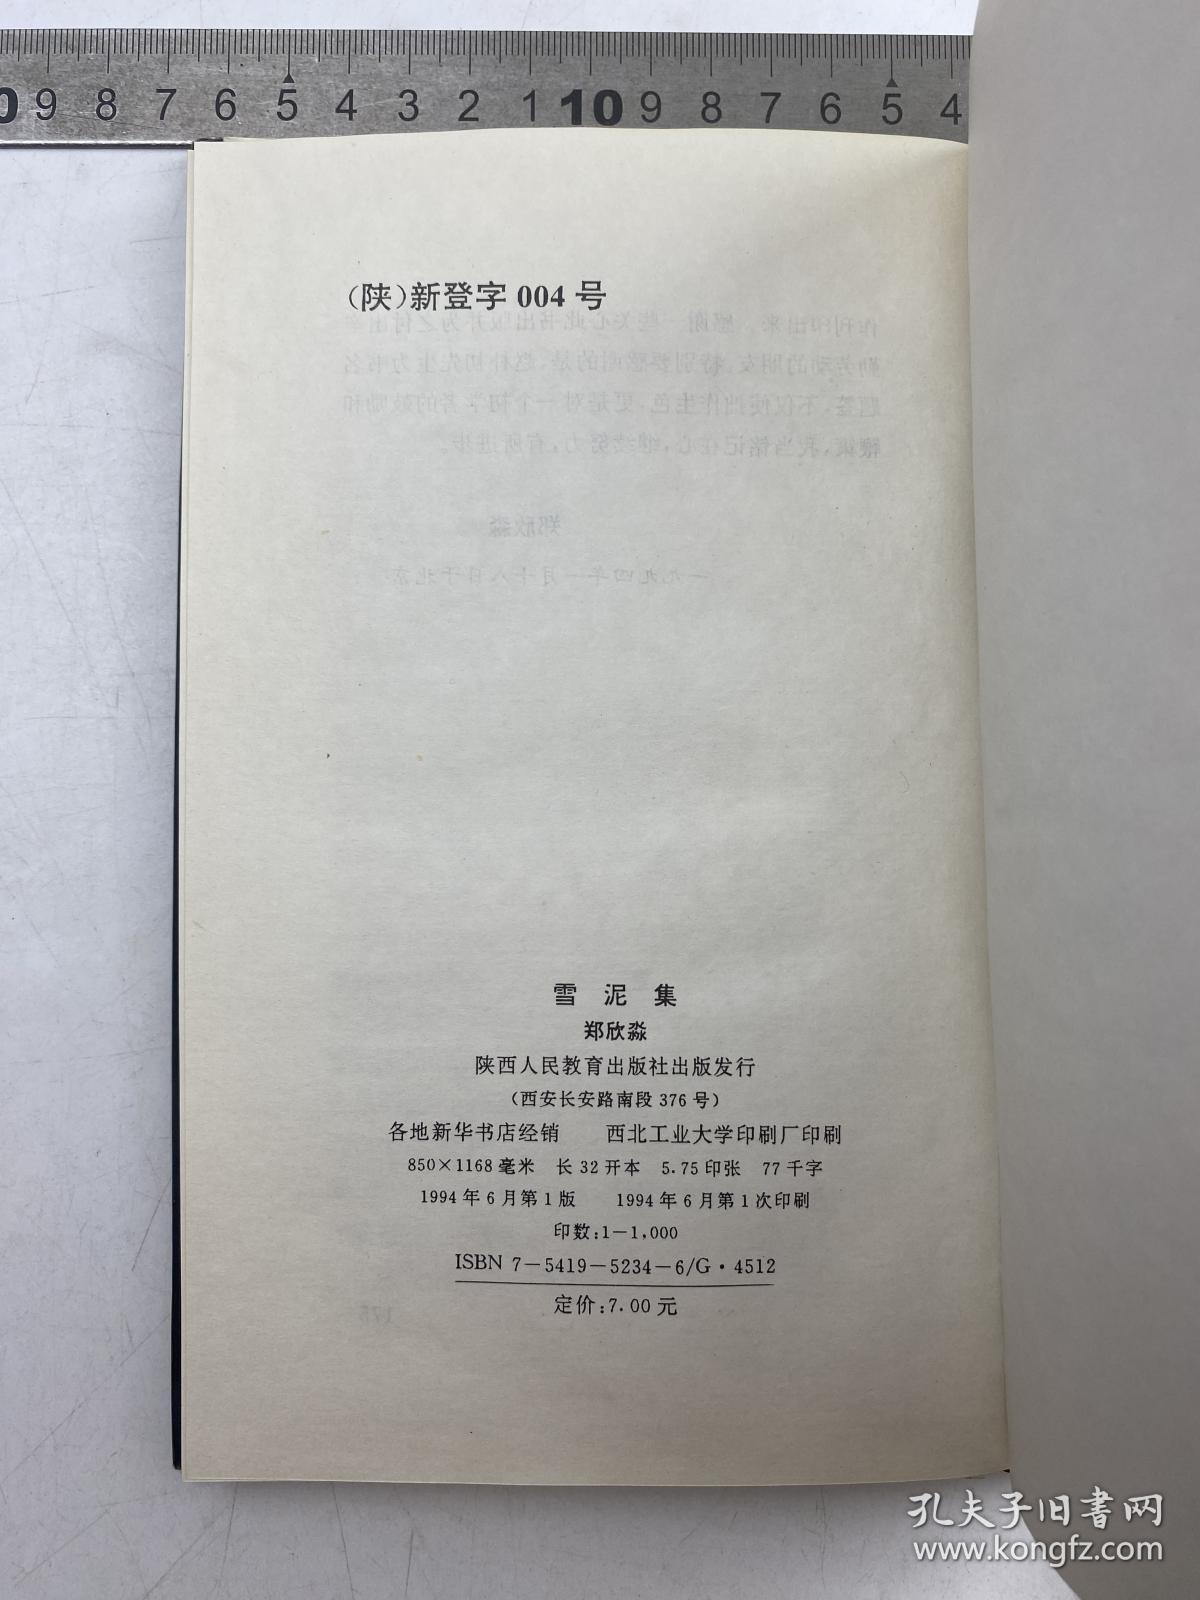 0 9 8 7 6 5 4 3 2 1 10 9 8 7 6 5 4
(陕)新登字 004 号
雪 泥 集
郑欣淼
陕西人民教育出版社出版发行
(西安长安路南段 376 号)
各地新华书店经销 西北工业大学印刷厂印刷
850×1168 毫米 长 32 开本 5.75 印张 77 千字
1994 年 6 月第 1 版 1994 年 6 月第 1 次印刷
印数:1—1,000
ISBN 7—5419—5234—6/G·4512
定价:7.00 元
孔夫子旧书网
www.kongfz.com